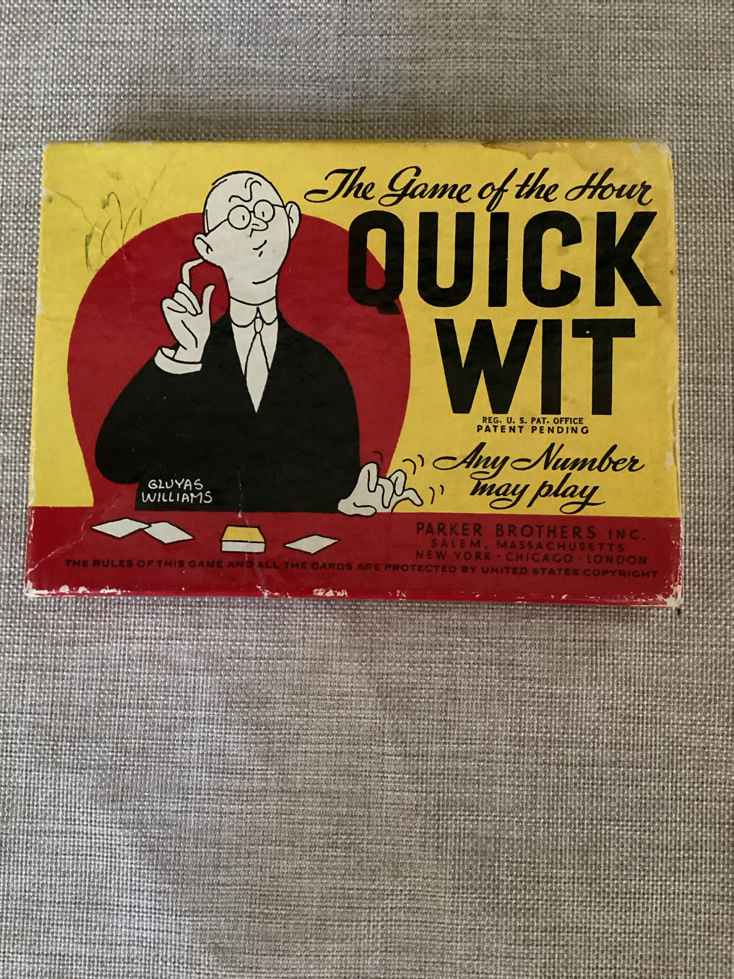 The Game of the Hour
QUICK
WIT
REG. U. S. PAT. OFFICE
PATENT PENDING
Any Number
may play
GLUYAS
WILLIAMS
PARKER BROTHERS INC.
SALEM, MASSACHUSETTS
NEW YORK · CHICAGO · LONDON
THE RULES OF THIS GAME AND ALL THE CARDS ARE PROTECTED BY UNITED STATES COPYRIGHT